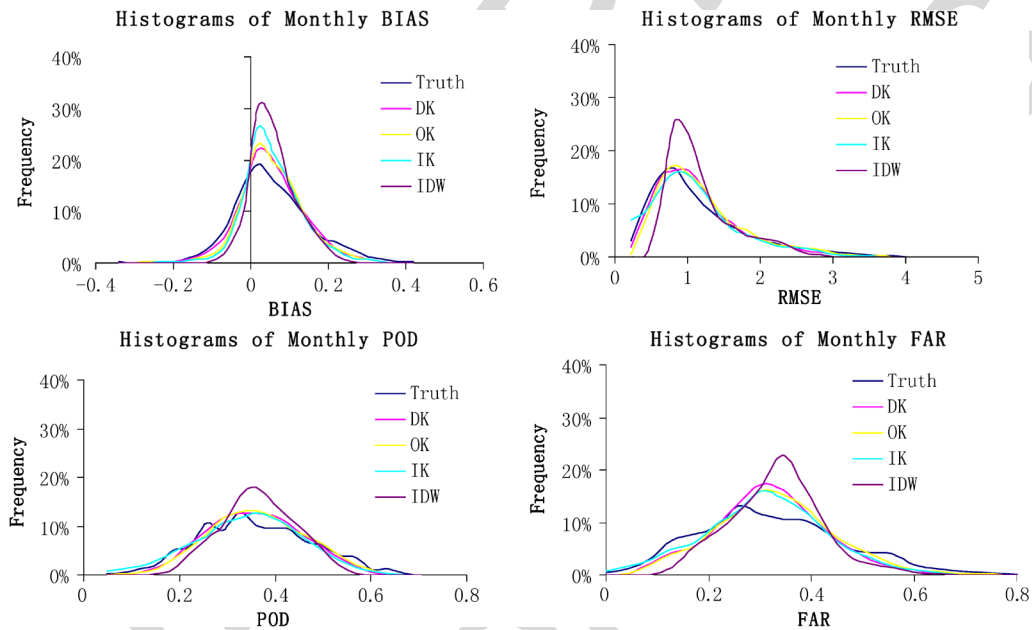 Histograms of Monthly BIAS
40%
30%
20%
10%
0%
Frequency
Truth
DK
OK
IK
IDW
-0.4 -0.2 0 0.2 0.4 0.6
BIAS
Histograms of Monthly RMSE
40%
30%
20%
10%
0%
Frequency
Truth
DK
OK
IK
IDW
0 1 2 3 4 5
RMSE
Histograms of Monthly POD
40%
30%
20%
10%
0%
Frequency
Truth
DK
OK
IK
IDW
0 0.2 0.4 0.6 0.8
POD
Histograms of Monthly FAR
40%
30%
20%
10%
0%
Frequency
Truth
DK
OK
IK
IDW
0 0.2 0.4 0.6 0.8
FAR